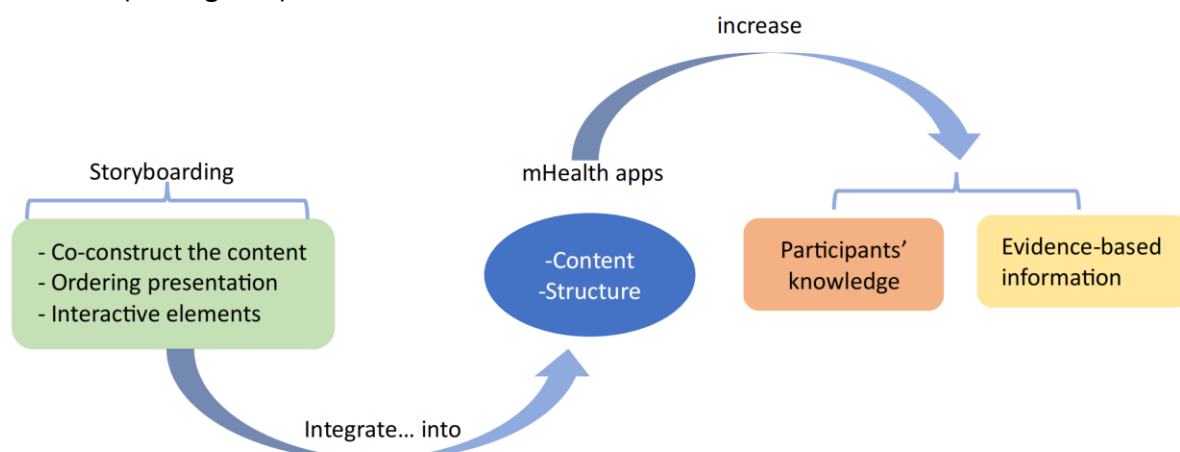 increase
Storyboarding
- Co-construct the content
- Ordering presentation
- Interactive elements
mHealth apps
-Content
-Structure
Participants’
knowledge
Evidence-based
information
Integrate... into